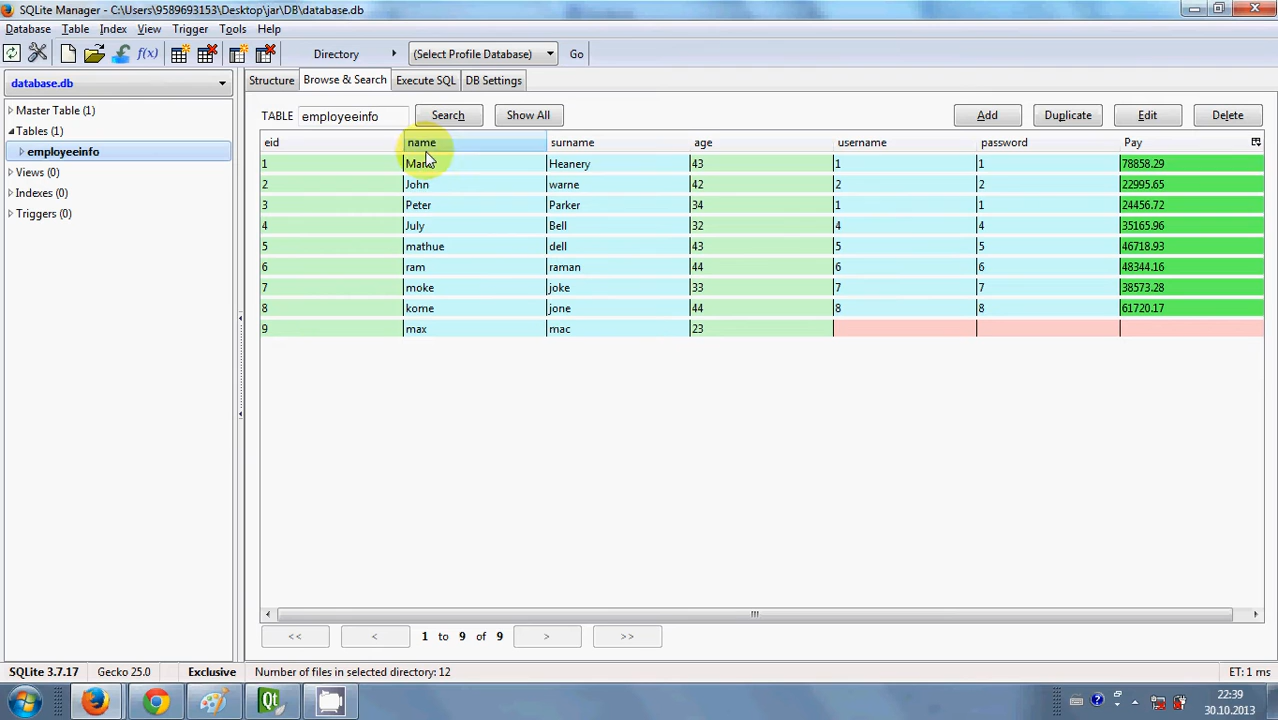 SQLite Manager - C:\Users\9589693153\Desktop\jar\DB\database.db
Database Table Index View Trigger Tools Help
f(x) Directory (Select Profile Database) Go
database.db
Structure Browse & Search Execute SQL DB Settings
Master Table (1)
Tables (1)
employeeinfo
Views (0)
Indexes (0)
Triggers (0)
TABLE employeeinfo Search Show All Add Duplicate Edit Delete
eid name surname age username password Pay
1 Heanery 43 1 1 78858.29
2 John warne 42 2 2 22995.65
3 Peter Parker 34 1 1 24456.72
4 July Bell 32 4 4 35165.96
5 mathue dell 43 5 5 46718.93
6 ram raman 44 6 6 48344.16
7 moke joke 33 7 7 38573.28
8 kome jone 44 8 8 61720.17
9 max mac 23
<< < 1 to 9 of 9 > >>
SQLite 3.7.17 Gecko 25.0 Exclusive Number of files in selected directory: 12 ET: 1 ms
Qt
22:39
30.10.2013